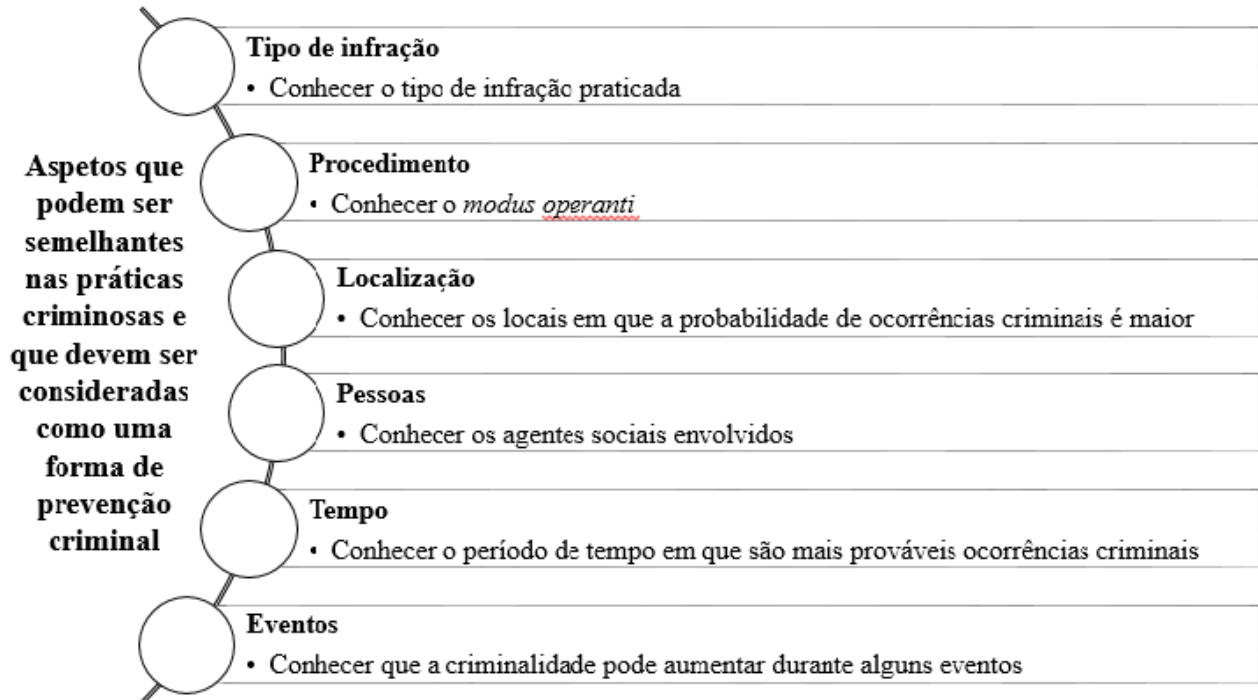 Aspetos que
podem ser
semelhantes
nas práticas
criminosas e
que devem ser
consideradas
como uma
forma de
prevenção
criminal
Tipo de infração
• Conhecer o tipo de infração praticada
Procedimento
• Conhecer o modus operanti
Localização
• Conhecer os locais em que a probabilidade de ocorrências criminais é maior
Pessoas
• Conhecer os agentes sociais envolvidos
Tempo
• Conhecer o período de tempo em que são mais prováveis ocorrências criminais
Eventos
• Conhecer que a criminalidade pode aumentar durante alguns eventos